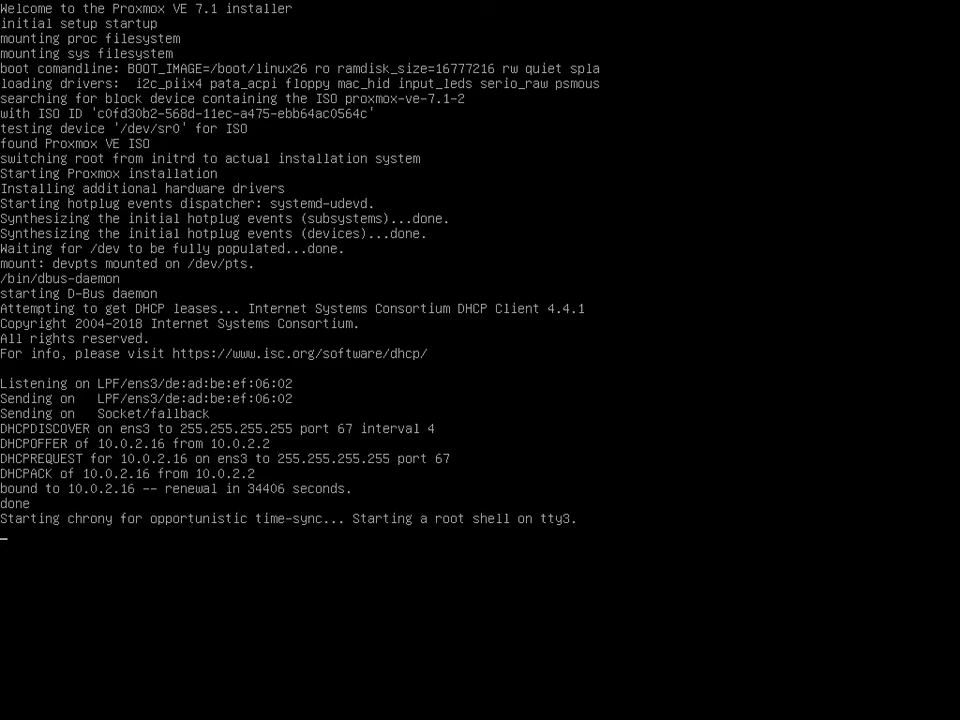 Welcome to the Proxmox VE 7.1 installer
initial setup startup
mounting proc filesystem
mounting sys filesystem
boot comandline: BOOT_IMAGE=/boot/linux26 ro ramdisk_size=16777216 rw quiet spla
loading drivers:  i2c_piix4 pata_acpi floppy mac_hid input_leds serio_raw psmous
searching for block device containing the ISO proxmox-ve-7.1-2
with ISO ID 'c0fd30b2-568d-11ec-a475-ebb64ac0564c'
testing device '/dev/sr0' for ISO
found Proxmox VE ISO
switching root from initrd to actual installation system
Starting Proxmox installation
Installing additional hardware drivers
Starting hotplug events dispatcher: systemd-udevd.
Synthesizing the initial hotplug events (subsystems)...done.
Synthesizing the initial hotplug events (devices)...done.
Waiting for /dev to be fully populated...done.
mount: devpts mounted on /dev/pts.
/bin/dbus-daemon
starting D-Bus daemon
Attempting to get DHCP leases... Internet Systems Consortium DHCP Client 4.4.1
Copyright 2004-2018 Internet Systems Consortium.
All rights reserved.
For info, please visit https://www.isc.org/software/dhcp/

Listening on LPF/ens3/de:ad:be:ef:06:02
Sending on   LPF/ens3/de:ad:be:ef:06:02
Sending on   Socket/fallback
DHCPDISCOVER on ens3 to 255.255.255.255 port 67 interval 4
DHCPOFFER of 10.0.2.16 from 10.0.2.2
DHCPREQUEST for 10.0.2.16 on ens3 to 255.255.255.255 port 67
DHCPACK of 10.0.2.16 from 10.0.2.2
bound to 10.0.2.16 -- renewal in 34406 seconds.
done
Starting chrony for opportunistic time-sync... Starting a root shell on tty3.